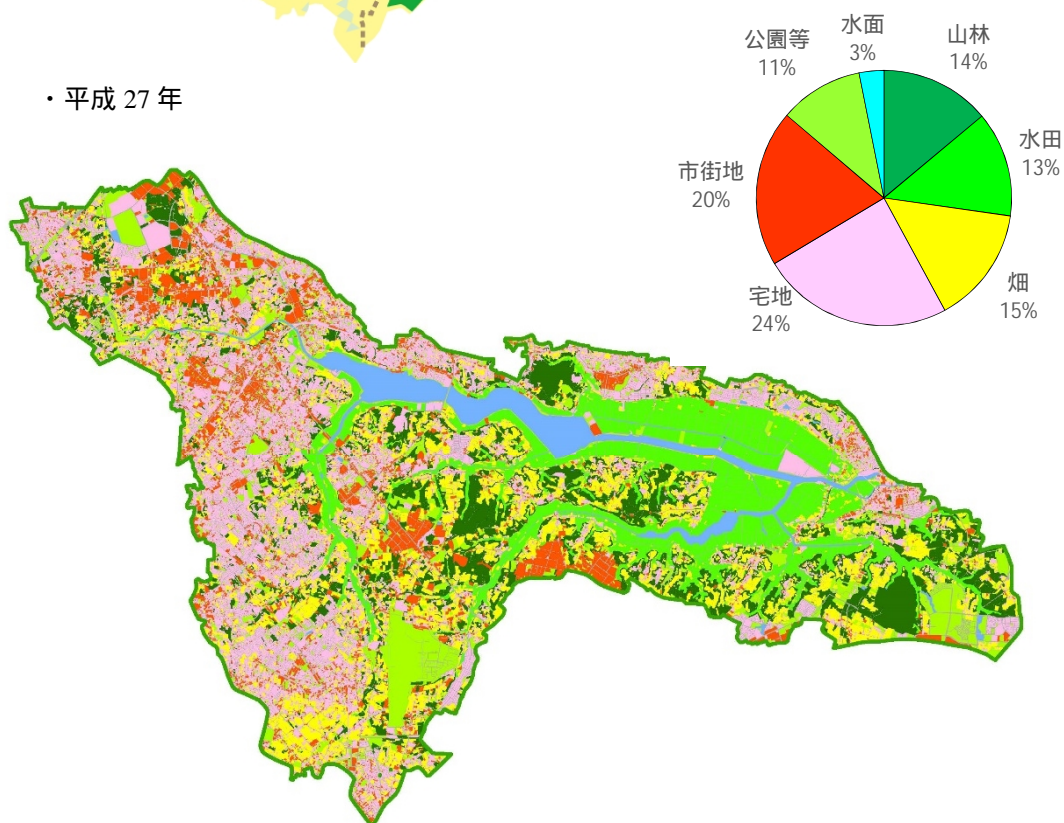 ・平成 27 年
水面
3%
山林
14%
水田
13%
畑
15%
宅地
24%
市街地
20%
公園等
11%